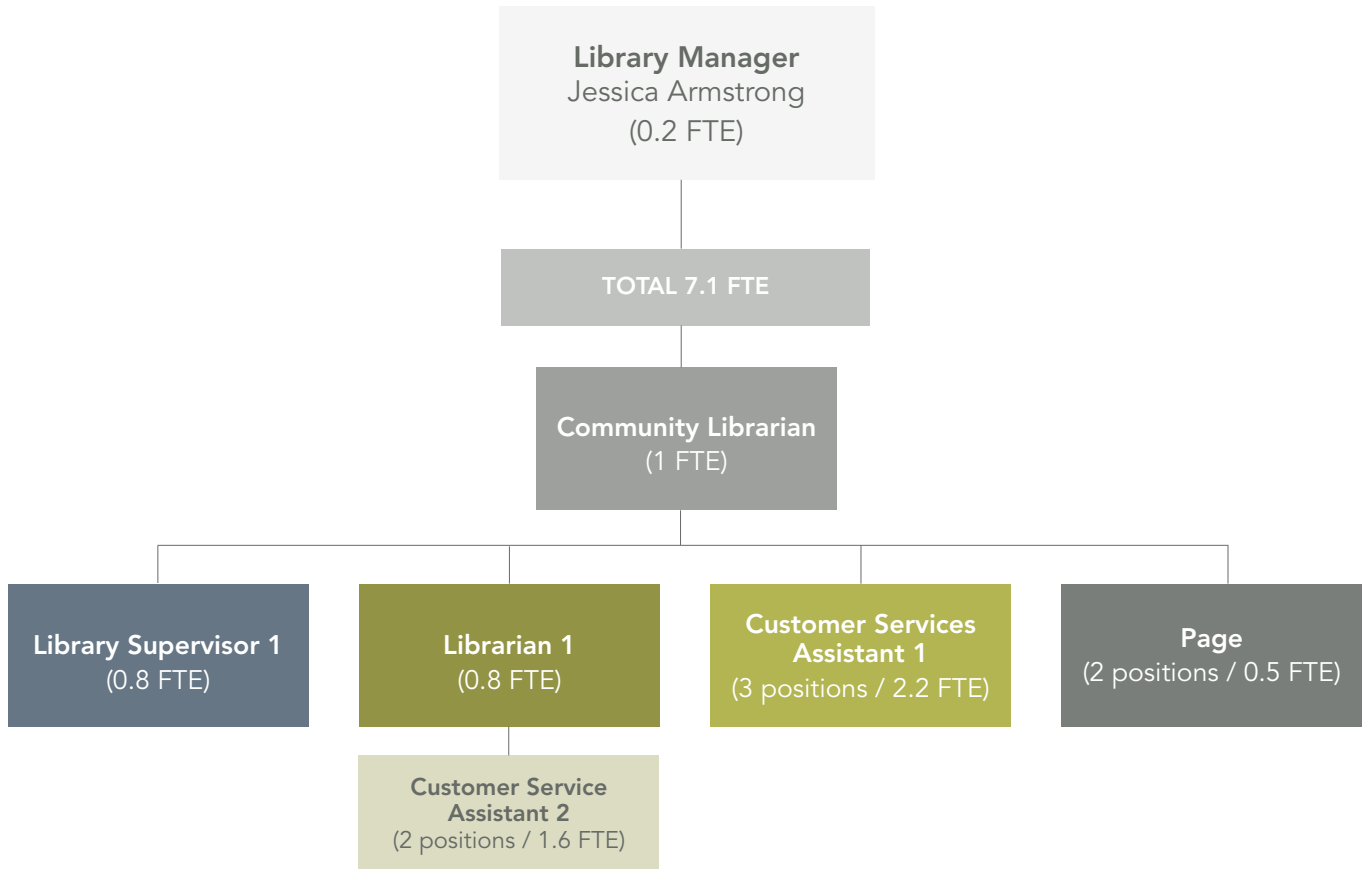 Library Manager
Jessica Armstrong
(0.2 FTE)
TOTAL 7.1 FTE
Community Librarian
(1 FTE)
Library Supervisor 1
(0.8 FTE)
Librarian 1
(0.8 FTE)
Customer Services
Assistant 1
(3 positions / 2.2 FTE)
Page
(2 positions / 0.5 FTE)
Customer Service
Assistant 2
(2 positions / 1.6 FTE)